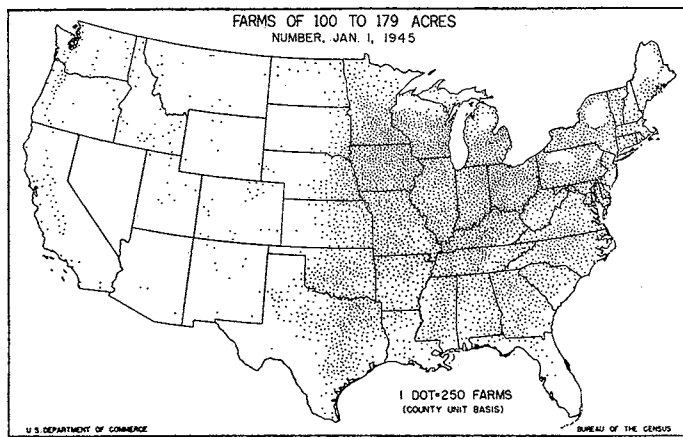 FARMS OF 100 TO 179 ACRES
NUMBER, JAN. 1, 1945
1 DOT=250 FARMS
(COUNTY UNIT BASIS)
U.S. DEPARTMENT OF COMMERCE
BUREAU OF THE CENSUS